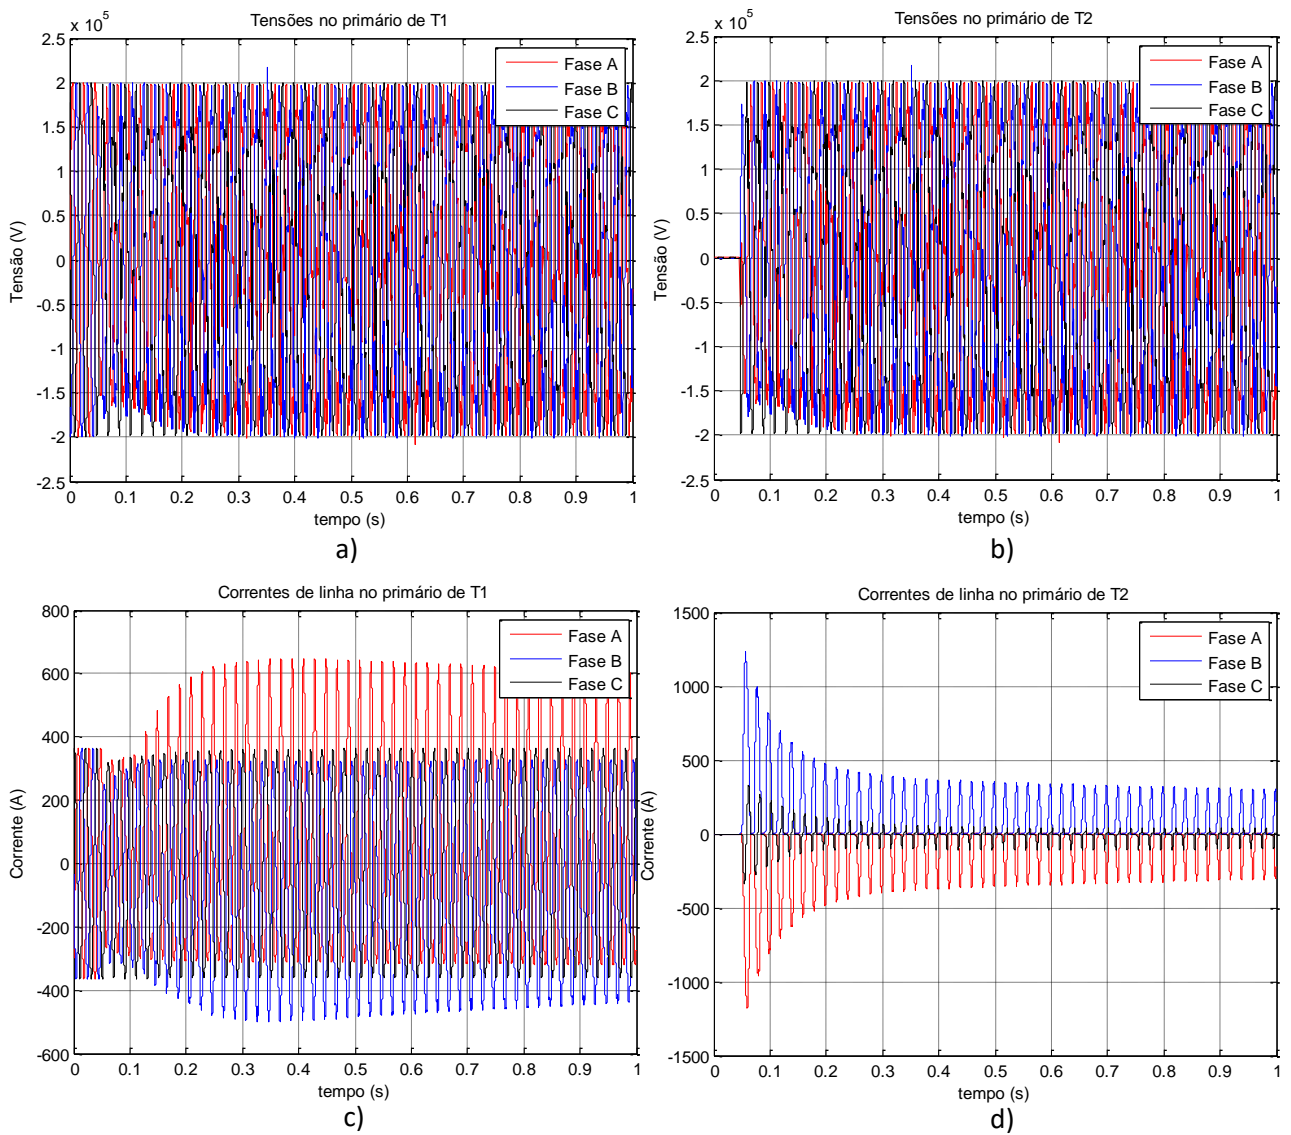 Tensões no primário de T1
x 10⁵
2.5
2
1.5
1
0.5
0
-0.5
-1
-1.5
-2
-2.5
Tensão (V)
Fase A
Fase B
Fase C
0 0.1 0.2 0.3 0.4 0.5 0.6 0.7 0.8 0.9 1
tempo (s)
a)
Tensões no primário de T2
x 10⁵
2.5
2
1.5
1
0.5
0
-0.5
-1
-1.5
-2
-2.5
Tensão (V)
Fase A
Fase B
Fase C
0 0.1 0.2 0.3 0.4 0.5 0.6 0.7 0.8 0.9 1
tempo (s)
b)
Correntes de linha no primário de T1
800
600
400
200
0
-200
-400
-600
Corrente (A)
Fase A
Fase B
Fase C
0 0.1 0.2 0.3 0.4 0.5 0.6 0.7 0.8 0.9 1
tempo (s)
c)
Correntes de linha no primário de T2
1500
1000
500
0
-500
-1000
-1500
Corrente (A)
Fase A
Fase B
Fase C
0 0.1 0.2 0.3 0.4 0.5 0.6 0.7 0.8 0.9 1
tempo (s)
d)